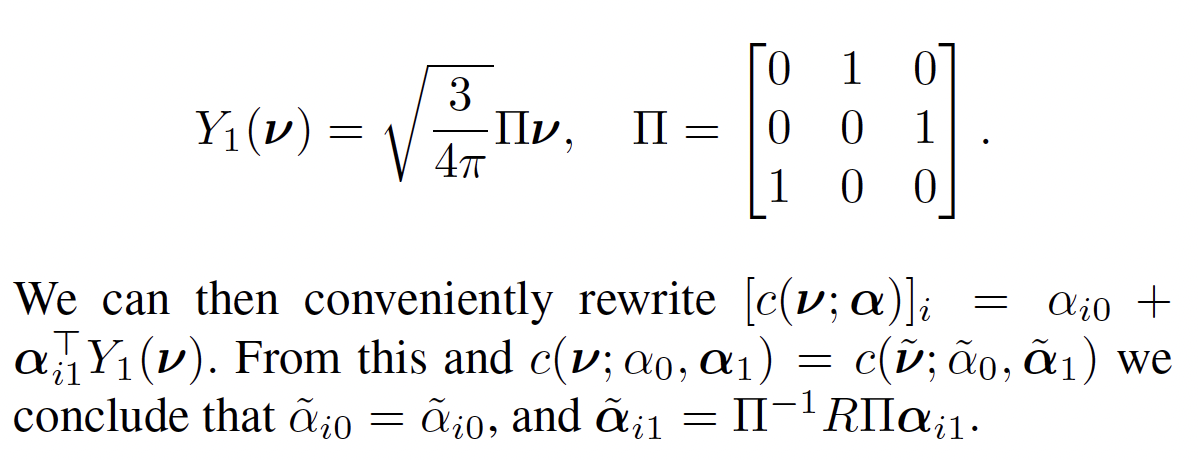 $Y_1(\boldsymbol{\nu}) = \sqrt{\frac{3}{4\pi}} \Pi \boldsymbol{\nu}, \quad \Pi = \begin{bmatrix} 0 & 1 & 0 \\ 0 & 0 & 1 \\ 1 & 0 & 0 \end{bmatrix}.$
We can then conveniently rewrite $[c(\boldsymbol{\nu}; \boldsymbol{\alpha})]_i = \alpha_{i0} +$
$\boldsymbol{\alpha}_{i1}^\top Y_1(\boldsymbol{\nu})$. From this and $c(\boldsymbol{\nu}; \alpha_0, \boldsymbol{\alpha}_1) = c(\tilde{\boldsymbol{\nu}}; \tilde{\alpha}_0, \tilde{\boldsymbol{\alpha}}_1)$ we
conclude that $\tilde{\alpha}_{i0} = \tilde{\alpha}_{i0}$, and $\tilde{\boldsymbol{\alpha}}_{i1} = \Pi^{-1} R \Pi \boldsymbol{\alpha}_{i1}$.